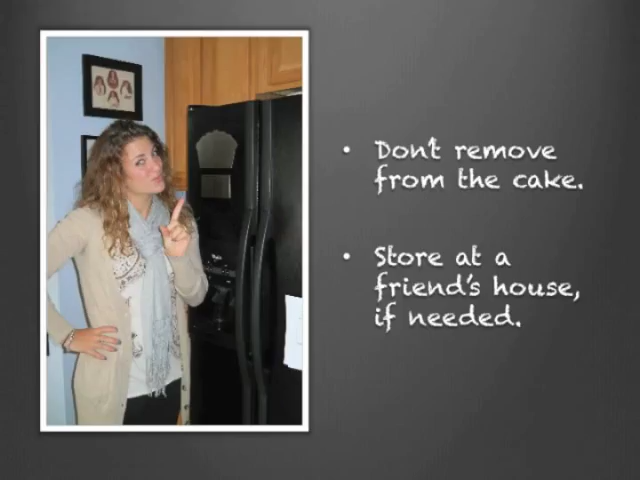 • Don't remove
from the cake.
• Store at a
friend's house,
if needed.